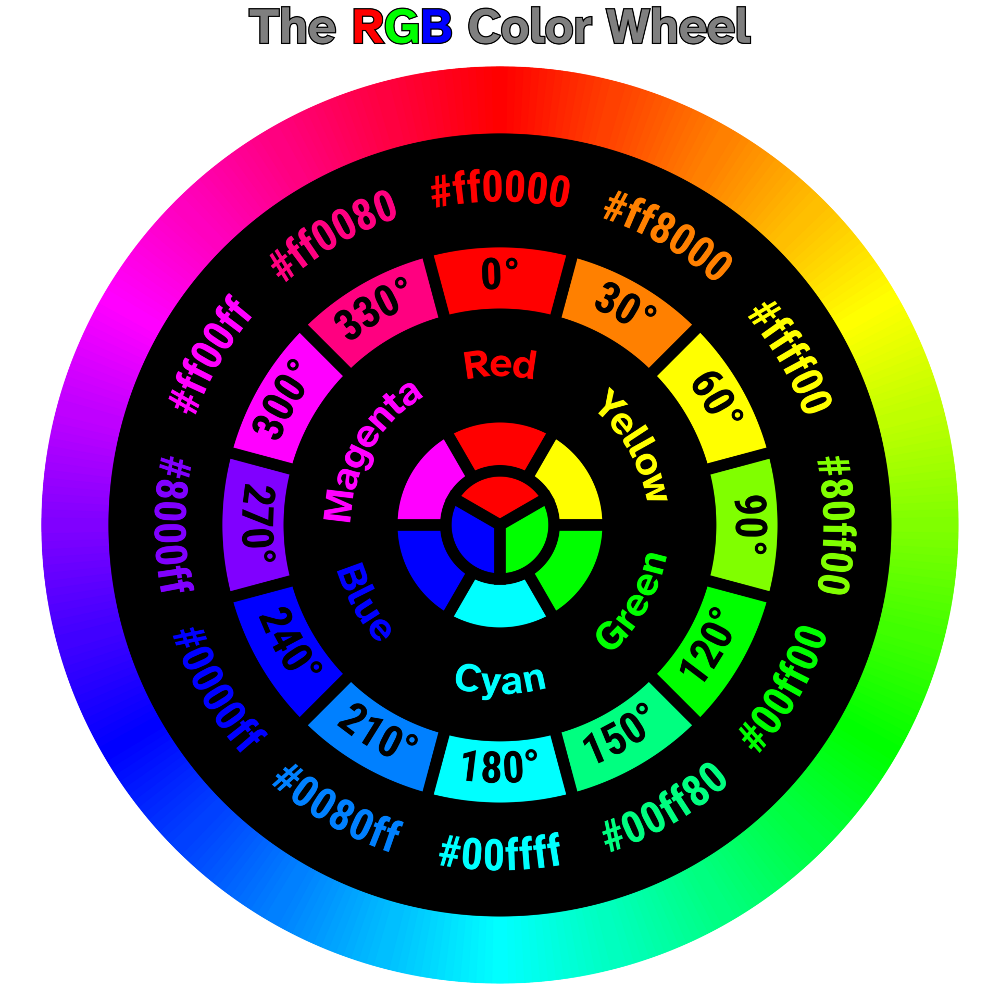 The RGB Color Wheel
#ff0000
#ff8000
#ffff00
#80ff00
#00ff00
#00ff80
#00ffff
#0080ff
#0000ff
#8000ff
#ff00ff
#ff0080
0°
30°
60°
90°
120°
150°
180°
210°
240°
270°
300°
330°
Red
Yellow
Green
Cyan
Blue
Magenta